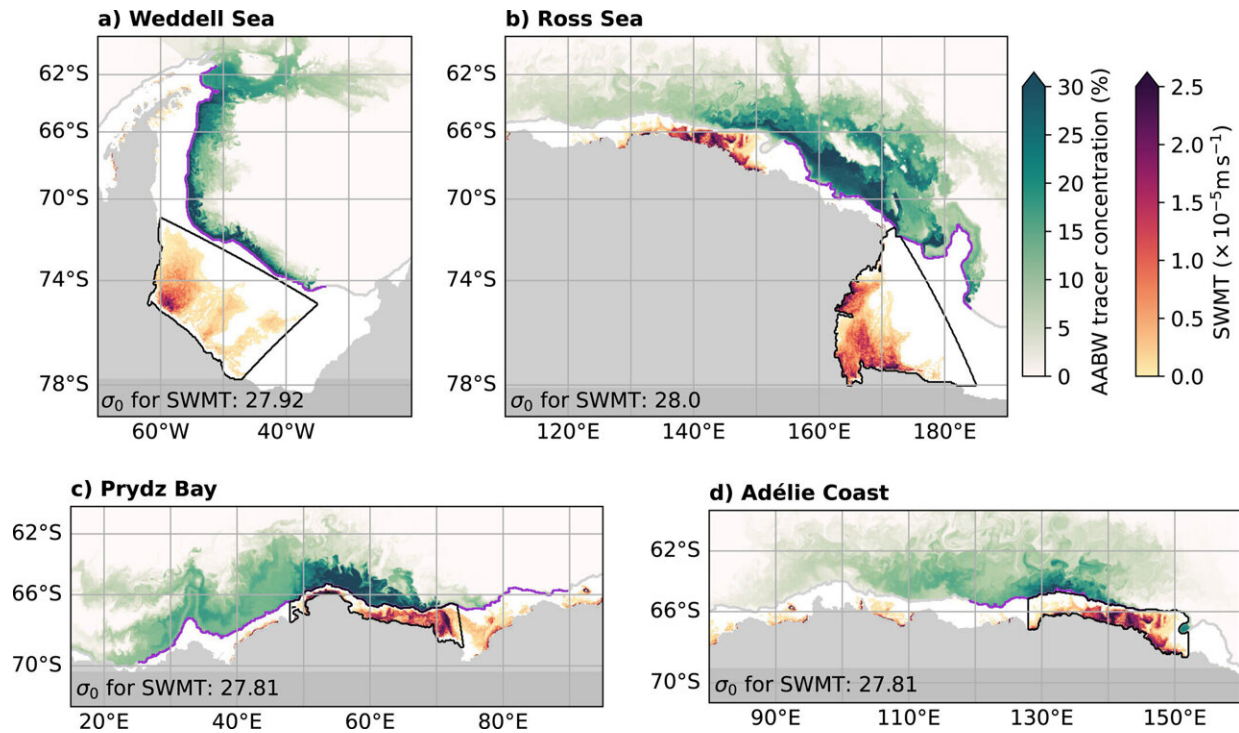 a) Weddell Sea
b) Ross Sea
62°S
66°S
70°S
74°S
78°S
σ0 for SWMT: 27.92
60°W
40°W
62°S
66°S
70°S
74°S
78°S
σ0 for SWMT: 28.0
120°E
140°E
160°E
180°E
30
25
20
15
10
5
0
AABW tracer concentration (%)
2.5
2.0
1.5
1.0
0.5
0.0
SWMT (× 10⁻⁵m s⁻¹)
c) Prydz Bay
62°S
66°S
70°S
σ0 for SWMT: 27.81
20°E
40°E
60°E
80°E
d) Adélie Coast
62°S
66°S
70°S
σ0 for SWMT: 27.81
90°E
110°E
130°E
150°E